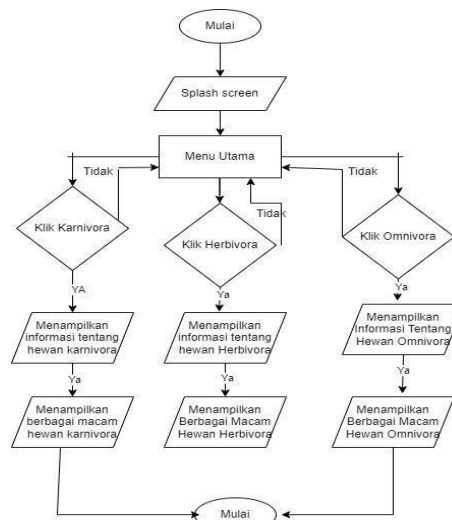 Mulai
Splash screen
Menu Utama
Tidak
Tidak
Tidak
Klik Karnivora
Klik Herbivora
Klik Omnivora
YA
Ya
Ya
Menampilkan
informasi tentang
hewan karnivora
Menampilkan
informasi tentang
hewan Herbivora
Menampilkan
Informasi Tentang
Hewan Omnivora
Ya
Ya
Ya
Menampilkan
berbagai macam
hewan karnivora
Menampilkan
Berbagai Macam
Hewan Herbivora
Menampilkan
Berbagai Macam
Hewan Omnivora
Mulai